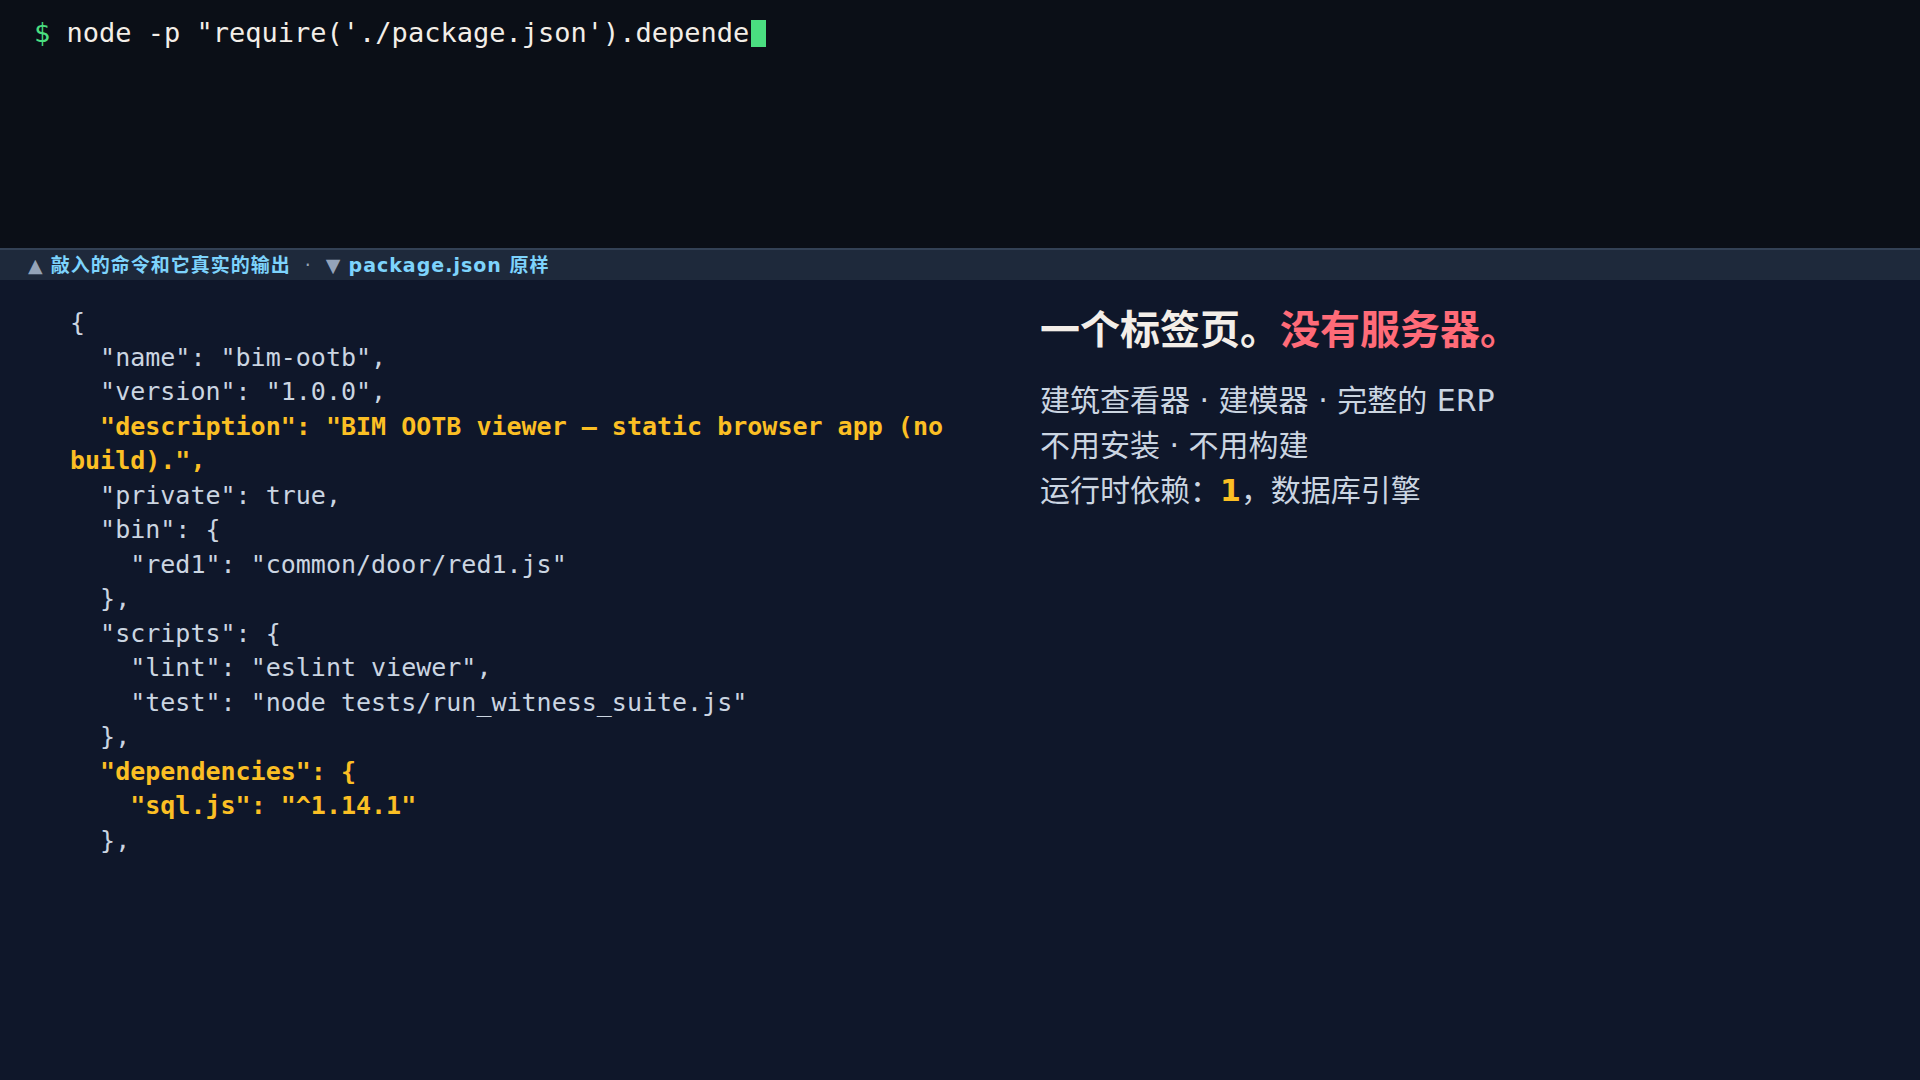 $ node -p "require('./package.json').depende
▲ 敲入的命令和它真实的输出 · ▼ package.json 原样
{
"name": "bim-ootb",
"version": "1.0.0",
"description": "BIM OOTB viewer — static browser app (no
build).",
"private": true,
"bin": {
"red1": "common/door/red1.js"
},
"scripts": {
"lint": "eslint viewer",
"test": "node tests/run_witness_suite.js"
},
"dependencies": {
"sql.js": "^1.14.1"
},
一个标签页。没有服务器。
建筑查看器 · 建模器 · 完整的 ERP
不用安装 · 不用构建
运行时依赖：1，数据库引擎